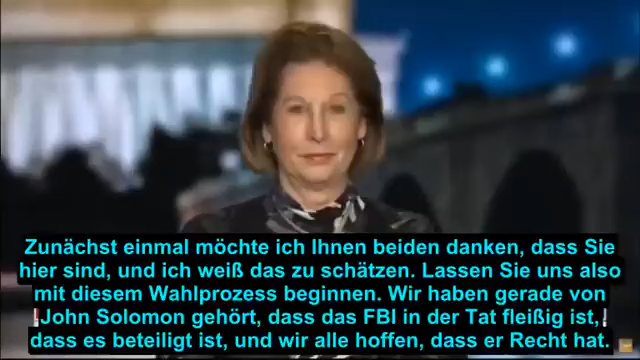 Zunächst einmal möchte ich Ihnen beiden danken, dass Sie
hier sind, und ich weiß das zu schätzen. Lassen Sie uns also
mit diesem Wahlprozess beginnen. Wir haben gerade von
John Solomon gehört, dass das FBI in der Tat fleißig ist,
dass es beteiligt ist, und wir alle hoffen, dass er Recht hat.